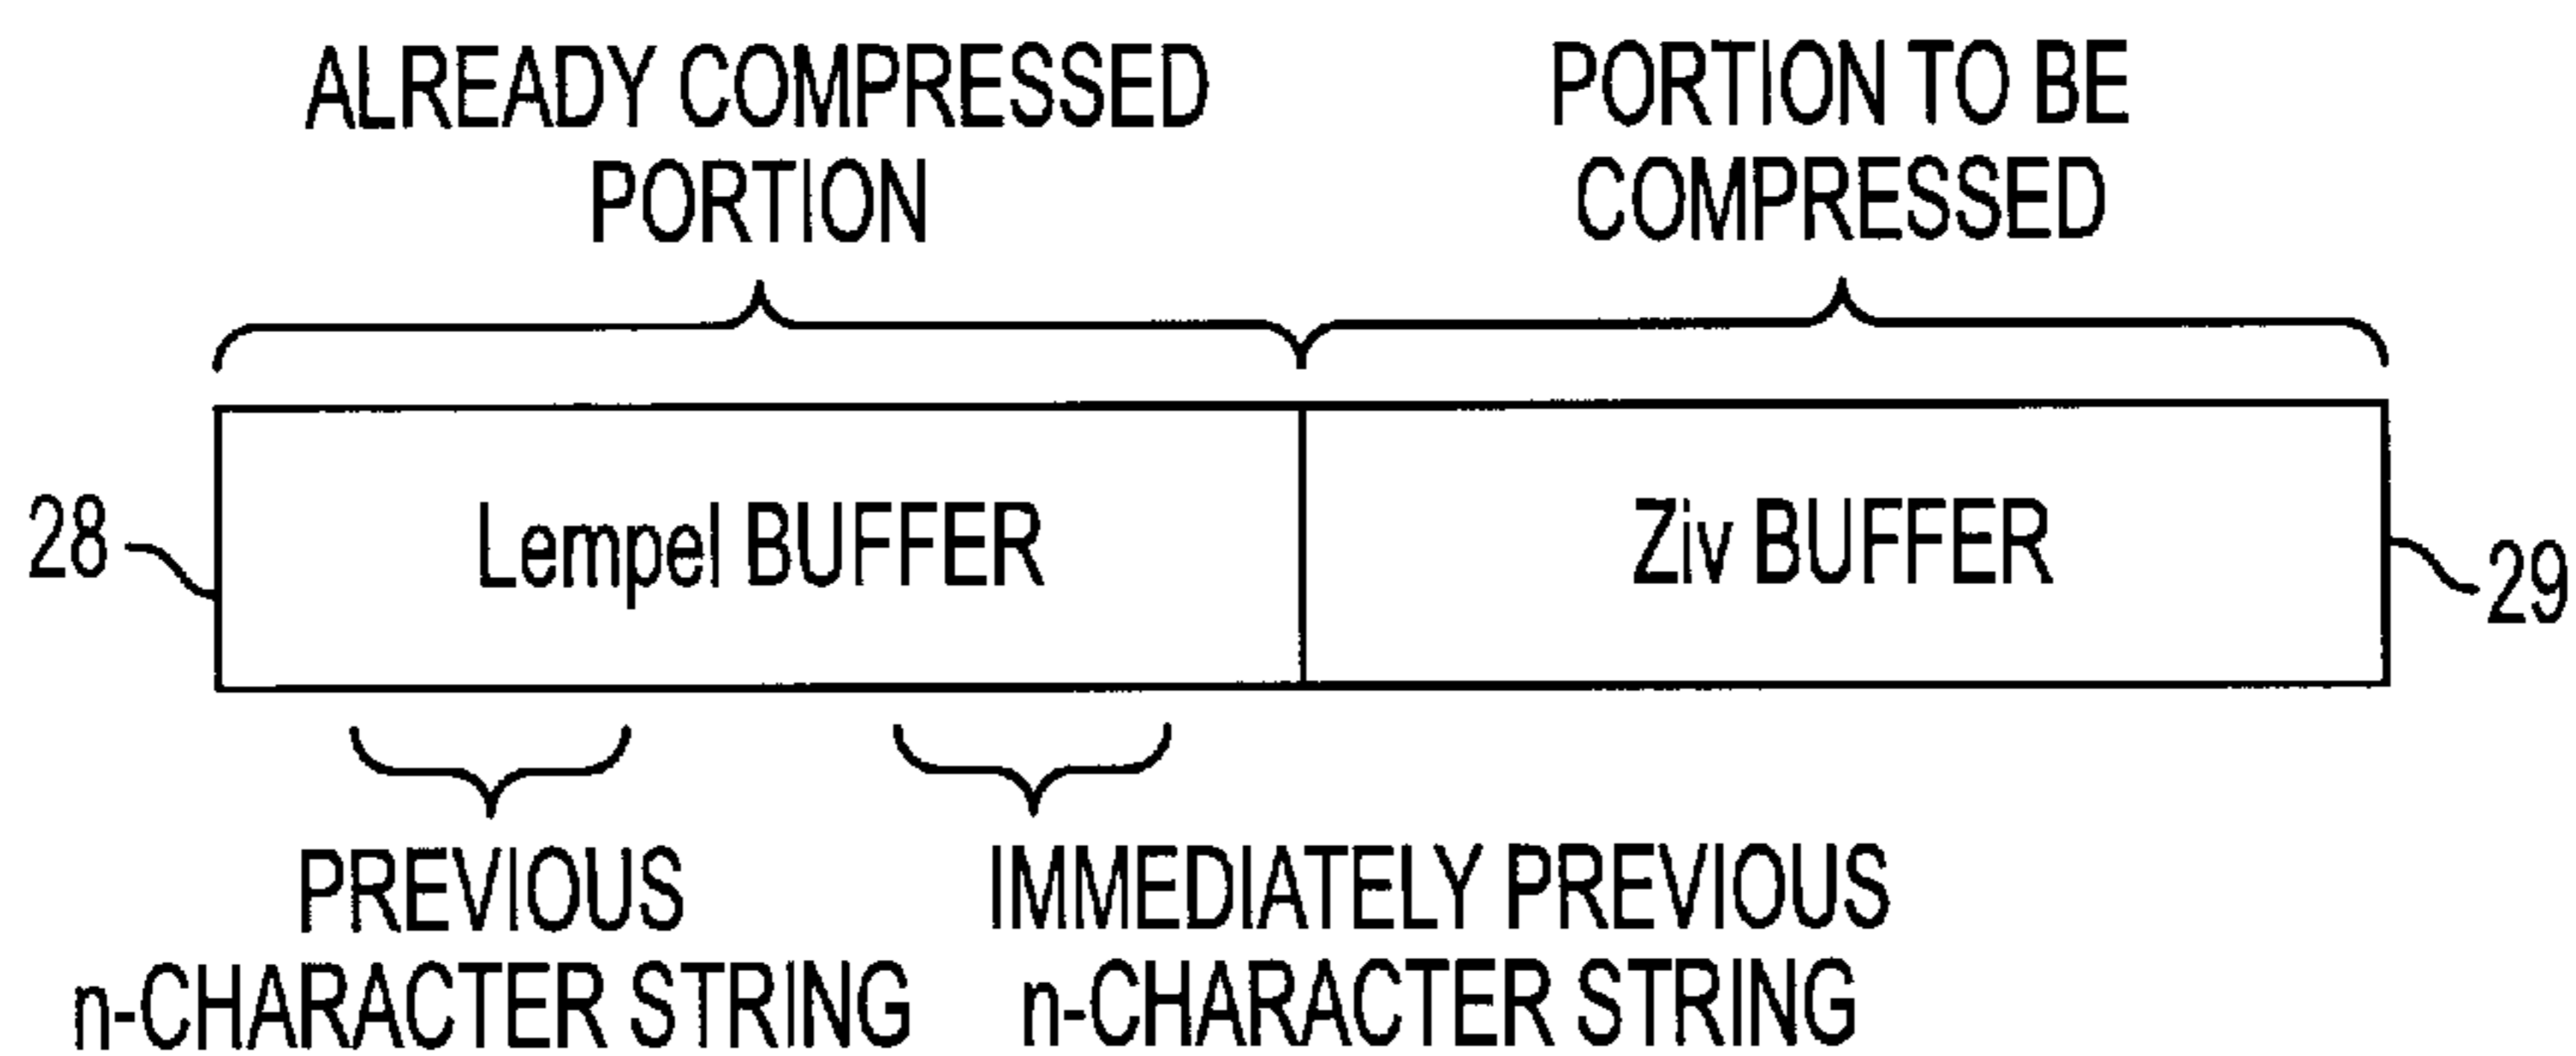 ALREADY COMPRESSED
PORTION
PORTION TO BE
COMPRESSED
28
Lempel BUFFER
Ziv BUFFER
29
PREVIOUS
n-CHARACTER STRING
IMMEDIATELY PREVIOUS
n-CHARACTER STRING